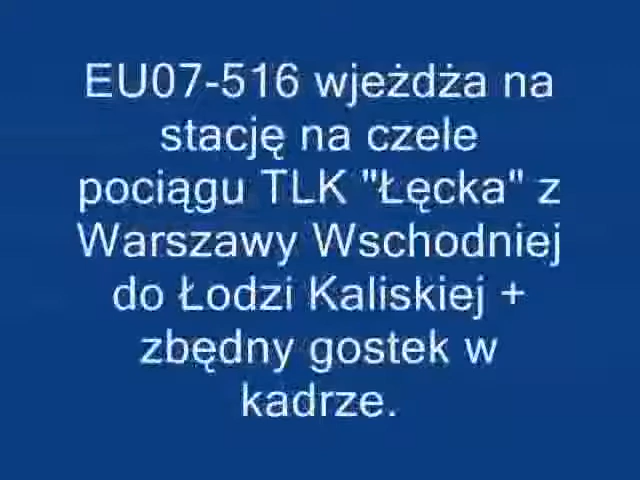 EU07-516 wjeżdża na
stację na czele
pociągu TLK "Łęcka" z
Warszawy Wschodniej
do Łodzi Kaliskiej +
zbędny gostek w
kadrze.